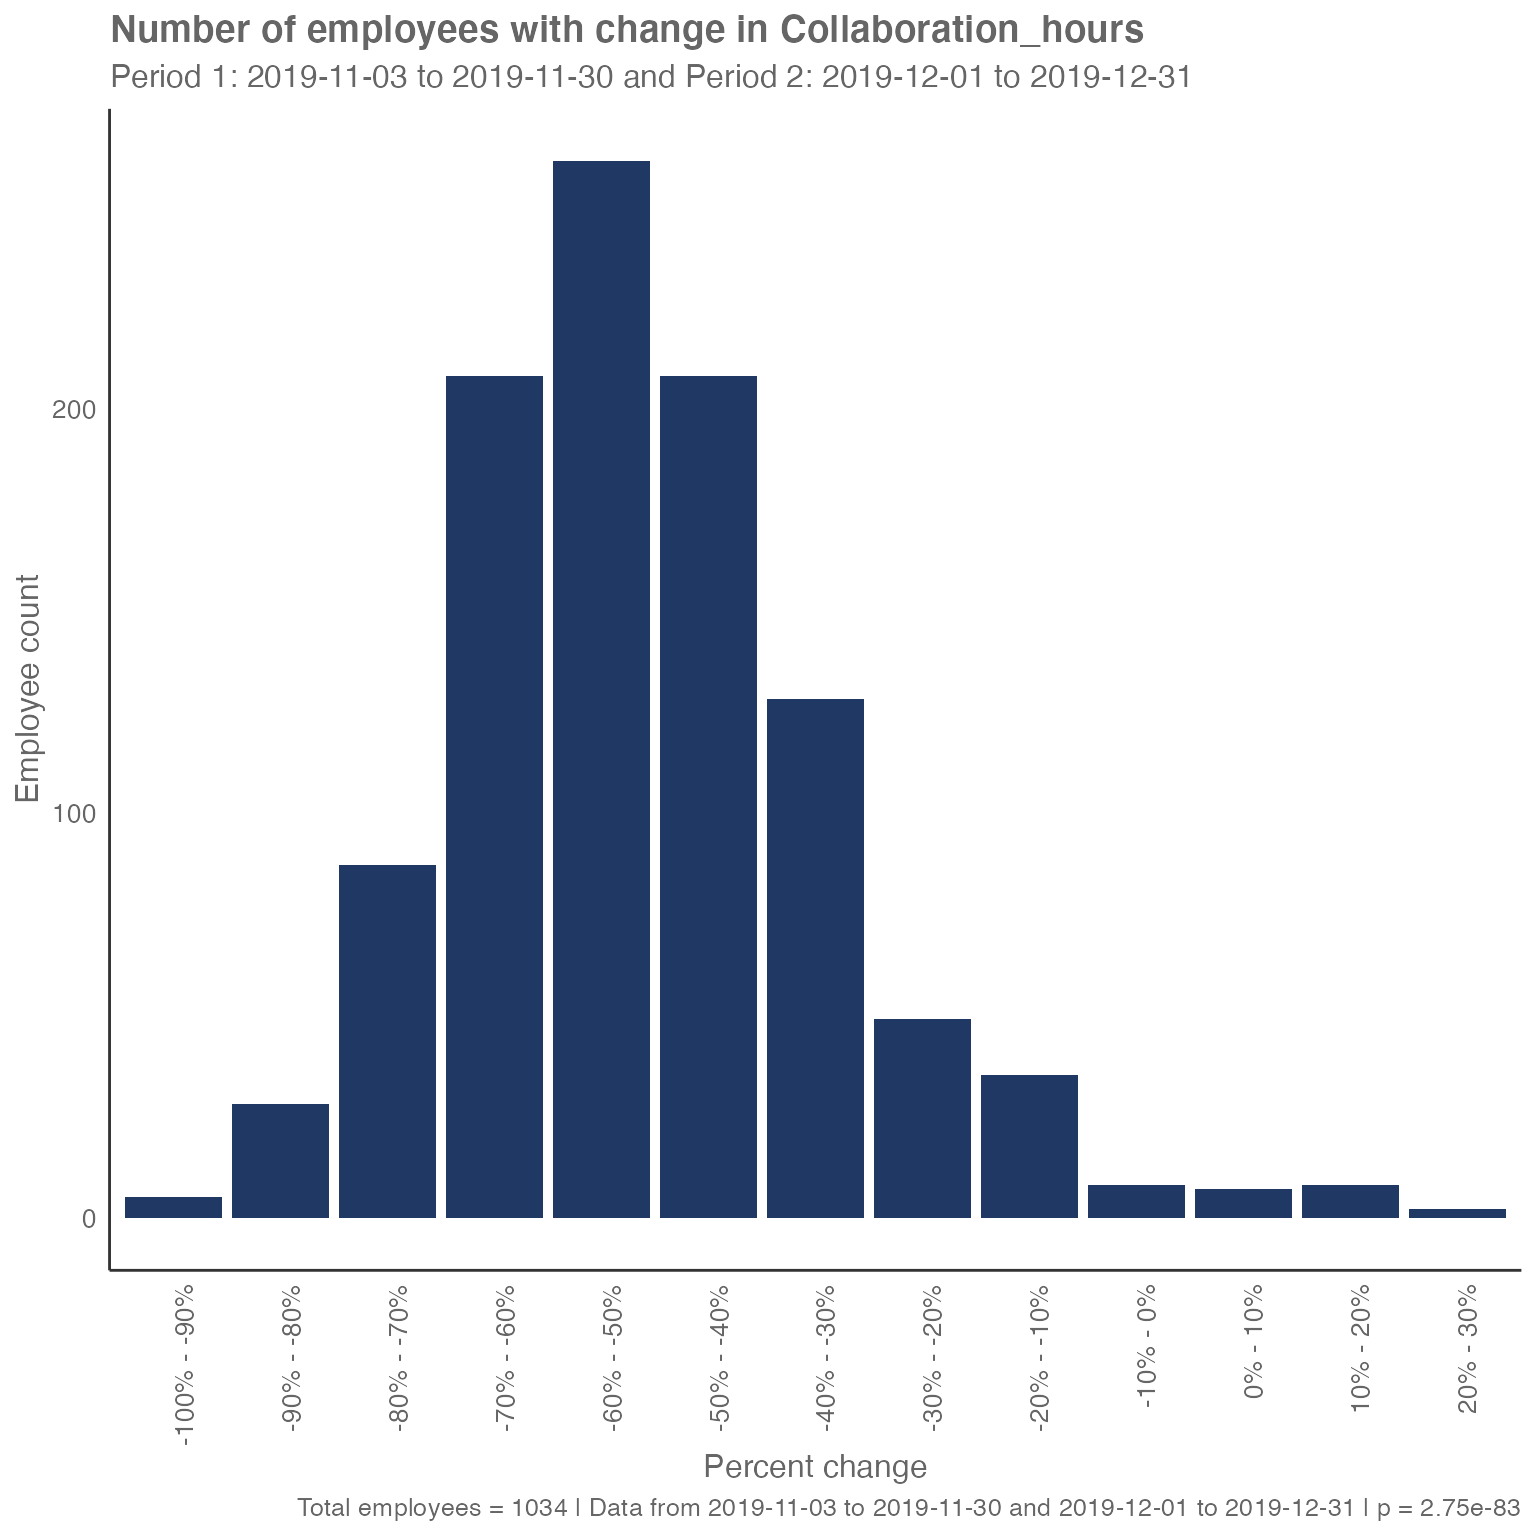 Number of employees with change in Collaboration_hours
Period 1: 2019-11-03 to 2019-11-30 and Period 2: 2019-12-01 to 2019-12-31
Employee count
200
100
0
-100% - -90%
-90% - -80%
-80% - -70%
-70% - -60%
-60% - -50%
-50% - -40%
-40% - -30%
-30% - -20%
-20% - -10%
-10% - 0%
0% - 10%
10% - 20%
20% - 30%
Percent change
Total employees = 1034 | Data from 2019-11-03 to 2019-11-30 and 2019-12-01 to 2019-12-31 | p = 2.75e-83